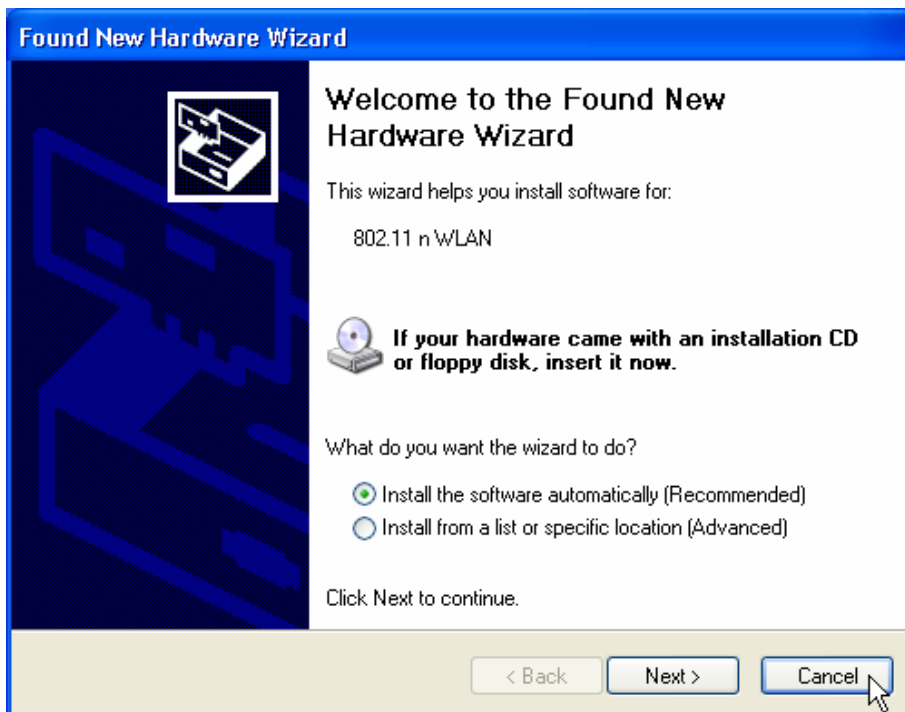 Found New Hardware Wizard
Welcome to the Found New
Hardware Wizard
This wizard helps you install software for:
802.11 n WLAN
If your hardware came with an installation CD
or floppy disk, insert it now.
What do you want the wizard to do?
Install the software automatically (Recommended)
Install from a list or specific location (Advanced)
Click Next to continue.
< Back Next > Cancel